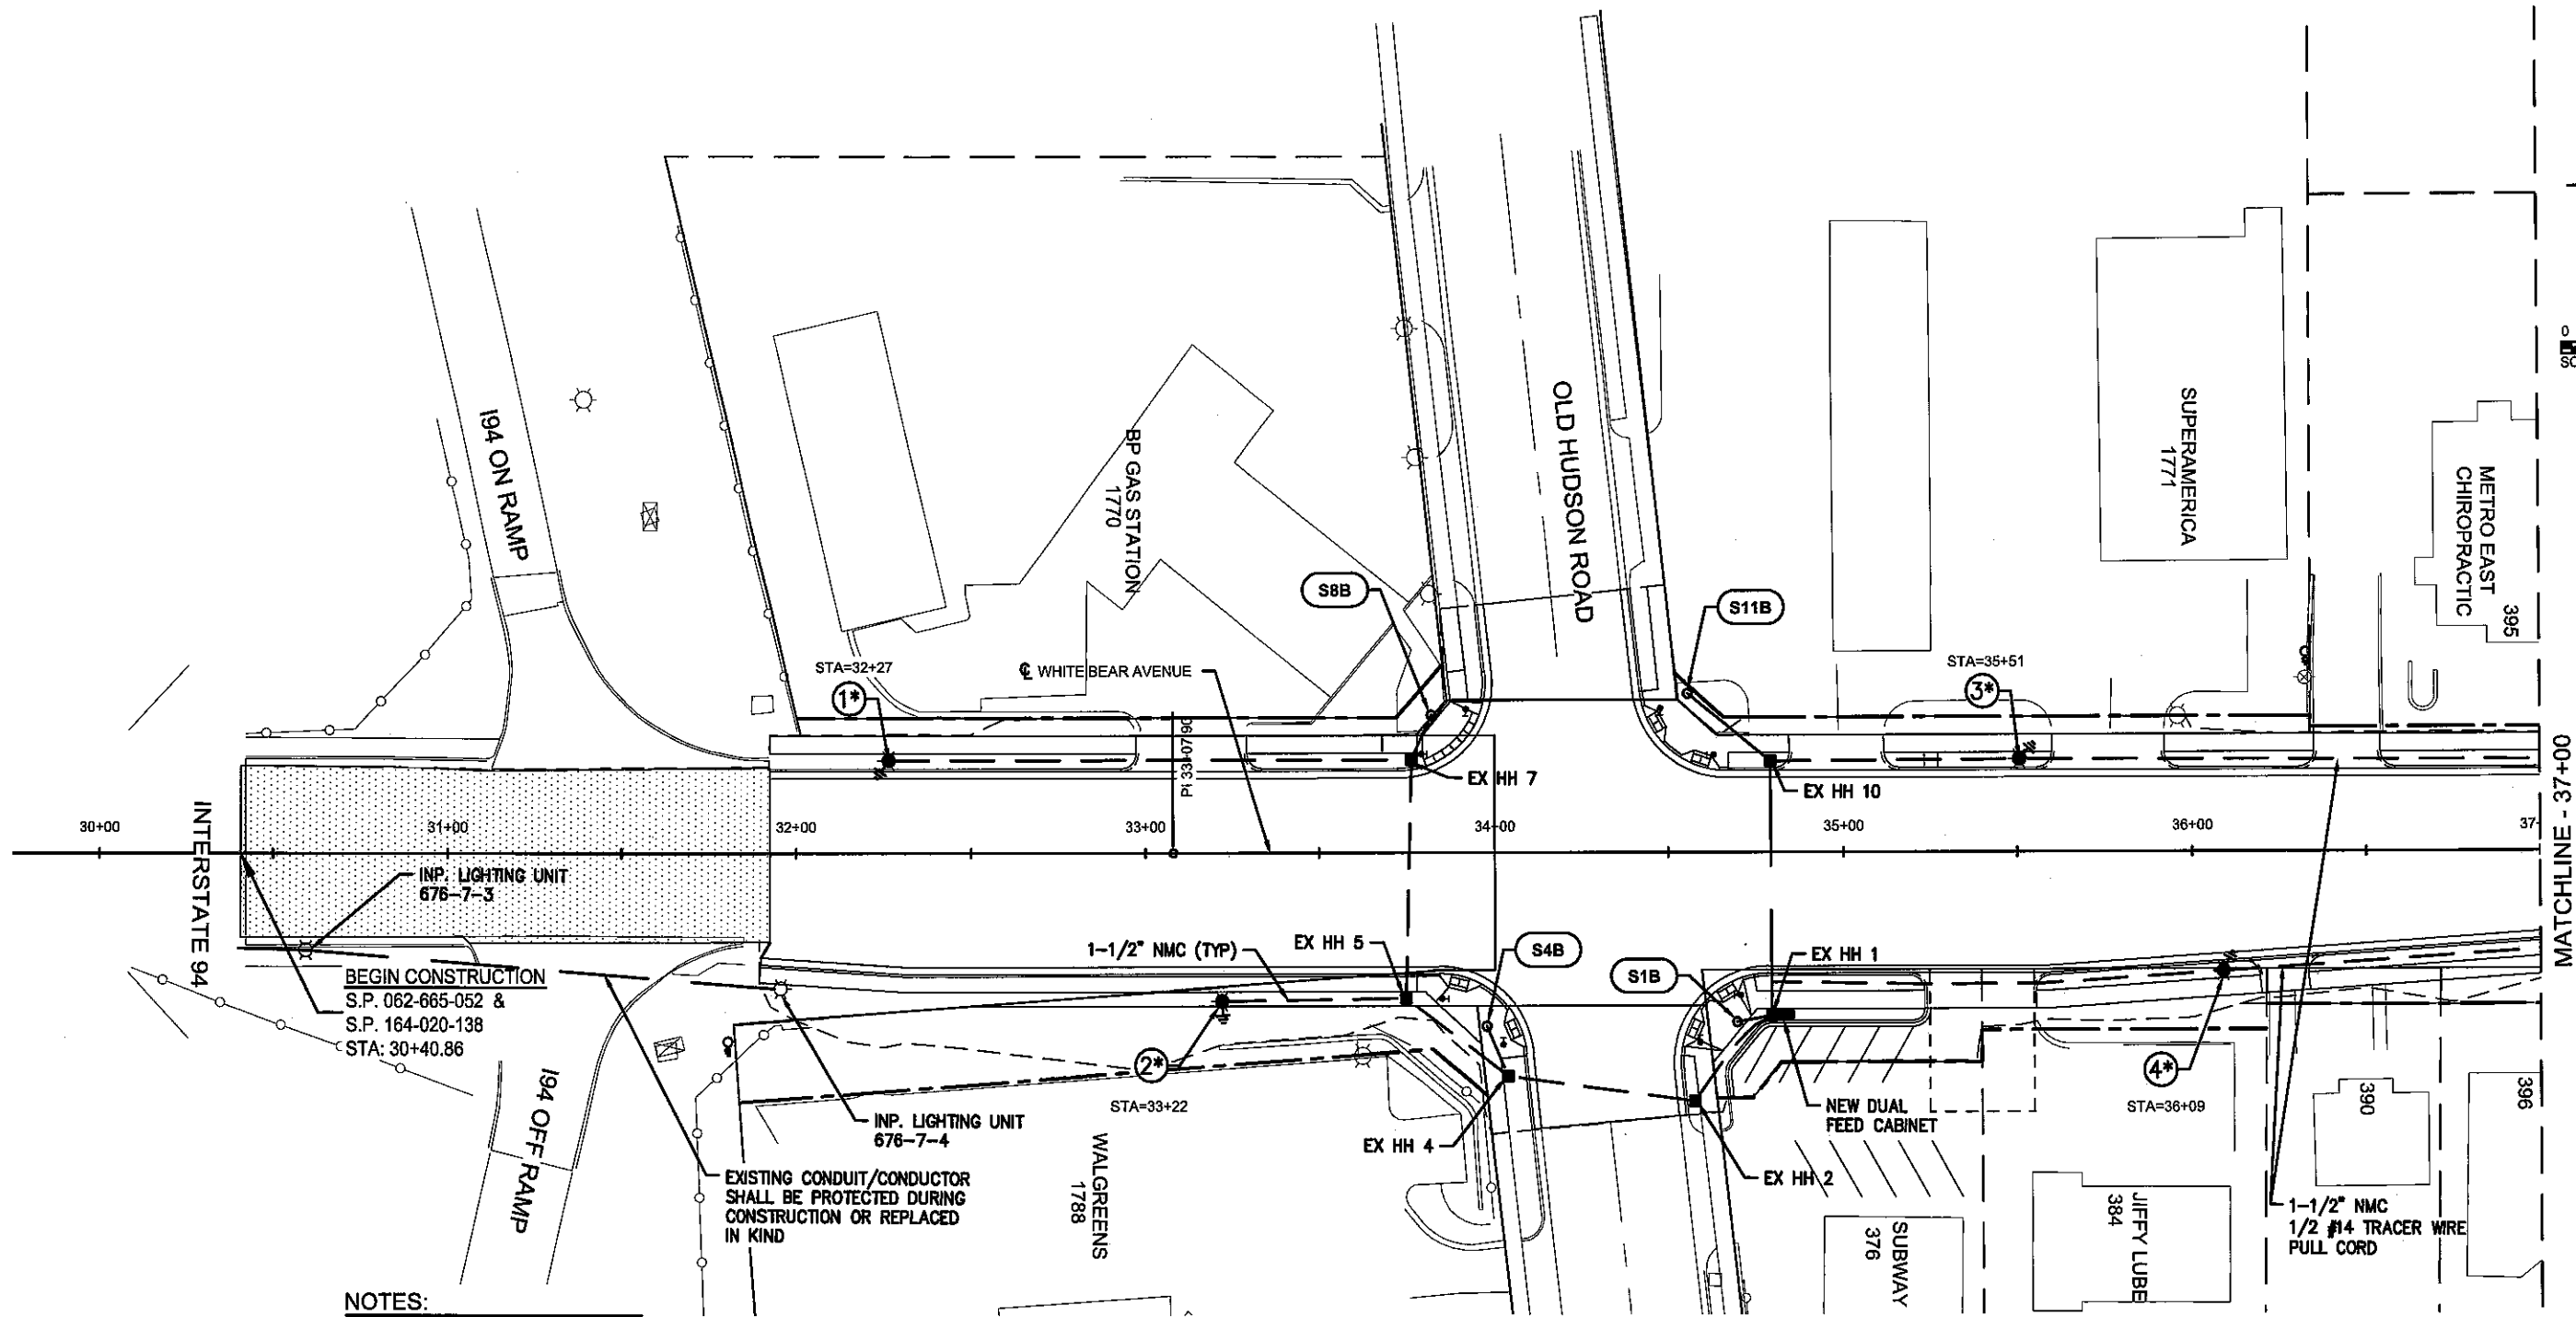 I94 ON RAMP
BP GAS STATION
1770
OLD HUDSON ROAD
SUPERAMERICA
1771
METRO EAST
CHIROPRACTIC
395
S8B
S11B
STA=32+27
1*
℄ WHITE BEAR AVENUE
STA=35+51
3*
PI 33+07.90
EX HH 7
EX HH 10
MATCHLINE - 37+00
INTERSTATE 94
30+00
31+00
32+00
33+00
34+00
35+00
36+00
37
INP. LIGHTING UNIT
676-7-3
1-1/2" NMC (TYP)
EX HH 5
S4B
S1B
EX HH 1
BEGIN CONSTRUCTION
S.P. 062-665-052 &
S.P. 164-020-138
STA: 30+40.86
2*
STA=33+22
4*
STA=36+09
INP. LIGHTING UNIT
676-7-4
EX HH 4
NEW DUAL
FEED CABINET
EX HH 2
I94 OFF RAMP
EXISTING CONDUIT/CONDUCTOR
SHALL BE PROTECTED DURING
CONSTRUCTION OR REPLACED
IN KIND
WALGREENS
1788
SUBWAY
376
JIFFY LUBE
384
390
396
1-1/2" NMC
1/2 #14 TRACER WIRE
PULL CORD
NOTES: